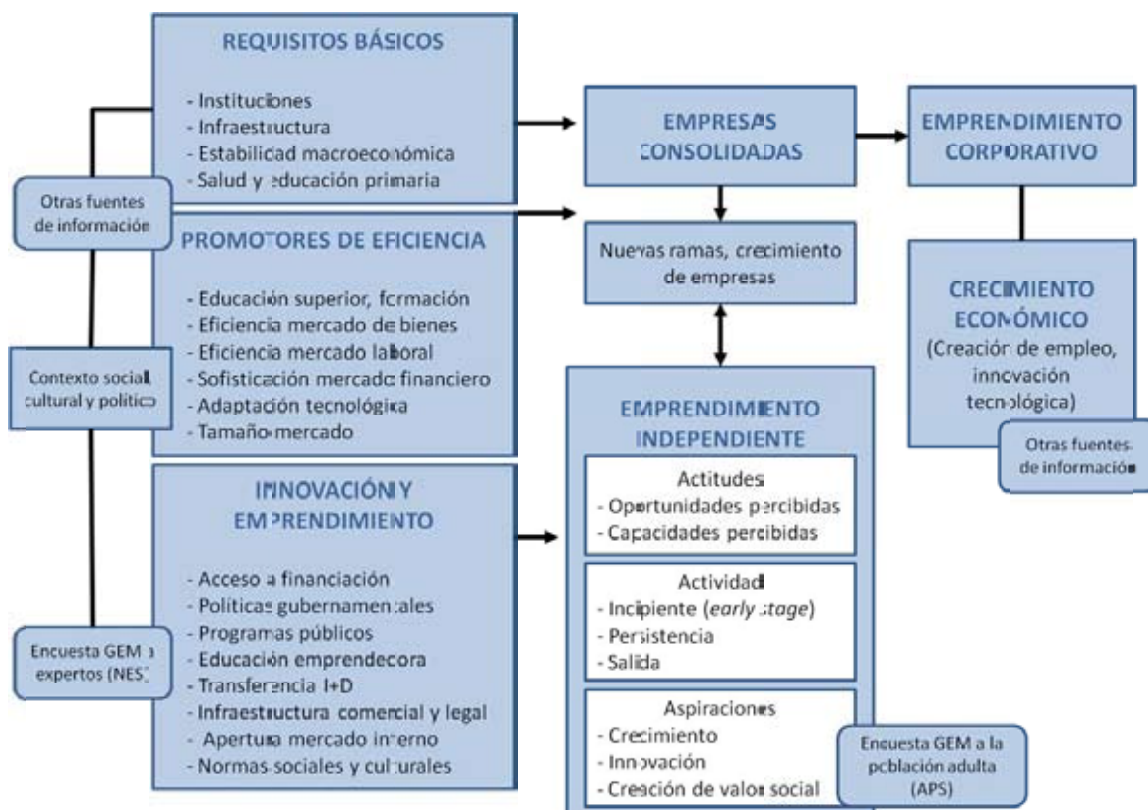 REQUISITOS BÁSICOS
- Instituciones
- Infraestructura
- Estabilidad macroeconómica
- Salud y educación primaria
Otras fuentes
de información
PROMOTORES DE EFICIENCIA
- Educación superior, formación
- Eficiencia mercado de bienes
- Eficiencia mercado laboral
- Sofisticación mercado financiero
- Adaptación tecnológica
- Tamaño mercado
Contexto social,
cultural y político
INNOVACIÓN Y
EMPRENDIMIENTO
- Acceso a financiación
- Políticas gubernamentales
- Programas públicos
- Educación emprendedora
- Transferencia I+D
- Infraestructura comercial y legal
- Apertura mercado interno
- Normas sociales y culturales
Encuesta GEM a
expertos (NES)
EMPRESAS
CONSOLIDADAS
Nuevas ramas, crecimiento
de empresas
EMPRENDIMIENTO
INDEPENDIENTE
Actitudes
- Oportunidades percibidas
- Capacidades percibidas
Actividad
- Incipiente (early stage)
- Persistencia
- Salida
Aspiraciones
- Crecimiento
- Innovación
- Creación de valor social
Encuesta GEM a la
población adulta
(APS)
EMPRENDIMIENTO
CORPORATIVO
CRECIMIENTO
ECONÓMICO
(Creación de empleo,
innovación
tecnológica)
Otras fuentes
de información